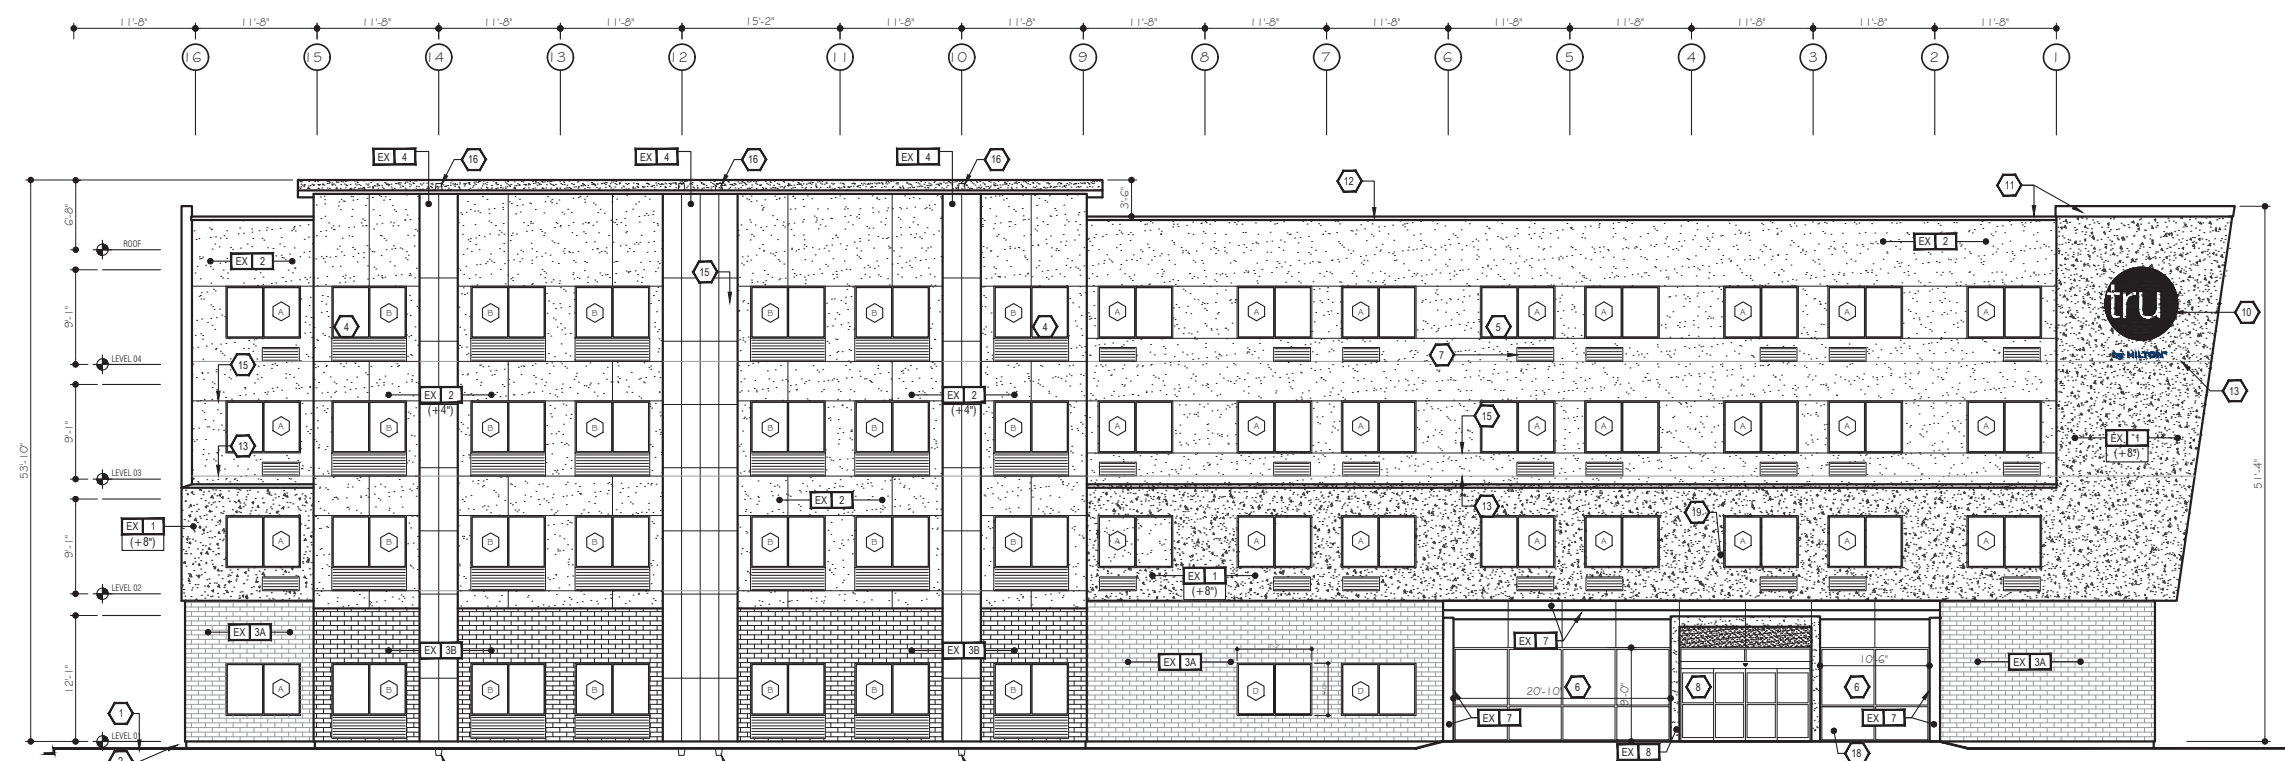 11'-8" 11'-8" 11'-8" 11'-8" 11'-8" 15'-2" 11'-8" 11'-8" 11'-8" 11'-8" 11'-8" 11'-8" 11'-8" 11'-8" 11'-8" 11'-8"
16 15 14 13 12 11 10 9 8 7 6 5 4 3 2 1
EX 4 16 EX 4 16 EX 4 16
12 11
6'-8" 3'-6"
ROOF
EX 2 EX 2
15
tru
by HILTON
10
9'-1"
A B B B B B B A A A A A A A A
4 4 5
7
LEVEL 04
15 13
EX 2 EX 2
(+4") (+4")
15
9'-1"
A B B B B B B A A A A A A A A
13
EX 1
(+8")
53'-10" 51'-4"
LEVEL 03
EX 2
13 19
EX 1
(+8")
9'-1"
A B B B B B B A A A A A A A A
EX 1
(+8")
LEVEL 02
EX 3A EX 7
EX 3B EX 3B
EX 3A 10'-6" EX 3A
12'-1"
A B B B B B B D D
20'-10" 6 9'-0" 8 6
EX 7 EX 7
1
LEVEL 01
EX 8 18
2